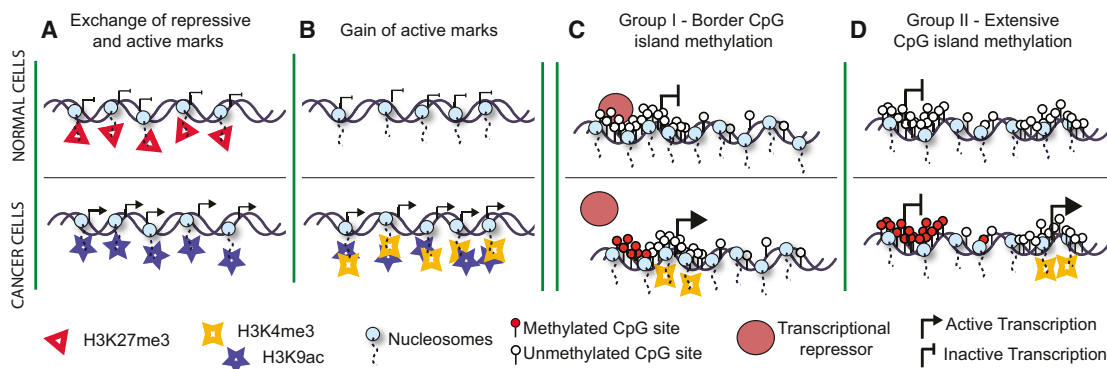 A
Exchange of repressive
and active marks
B
Gain of active marks
C
Group I - Border CpG
island methylation
D
Group II - Extensive
CpG island methylation
NORMAL CELLS
CANCER CELLS
H3K27me3
H3K4me3
H3K9ac
Nucleosomes
Methylated CpG site
Unmethylated CpG site
Transcriptional
repressor
Active Transcription
Inactive Transcription